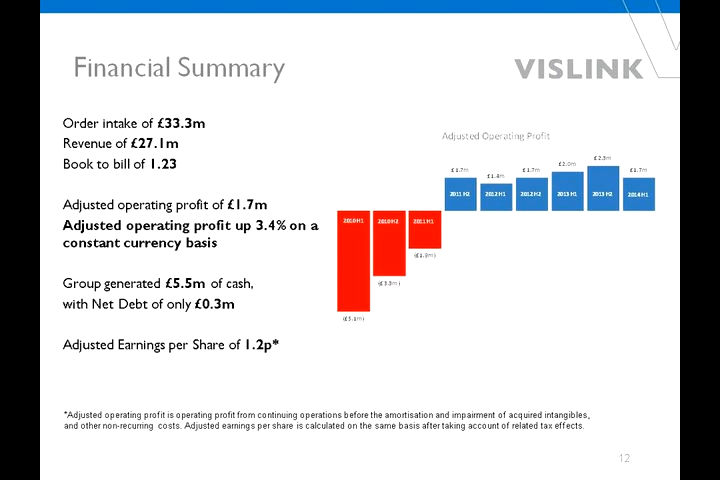 Financial Summary
VISLINK
Order intake of £33.3m
Revenue of £27.1m
Book to bill of 1.23
Adjusted operating profit of £1.7m
Adjusted operating profit up 3.4% on a
constant currency basis
Group generated £5.5m of cash,
with Net Debt of only £0.3m
Adjusted Earnings per Share of 1.2p*
Adjusted Operating Profit
£1.7m
£1.4m
£1.7m
£2.0m
£2.3m
£1.7m
2011 H2
2012 H1
2012 H2
2013 H1
2013 H2
2014 H1
2010 H1
2010 H2
2011 H1
(£1.9m)
(£3.3m)
(£5.1m)
*Adjusted operating profit is operating profit from continuing operations before the amortisation and impairment of acquired intangibles,
and other non-recurring costs. Adjusted earnings per share is calculated on the same basis after taking account of related tax effects.
12